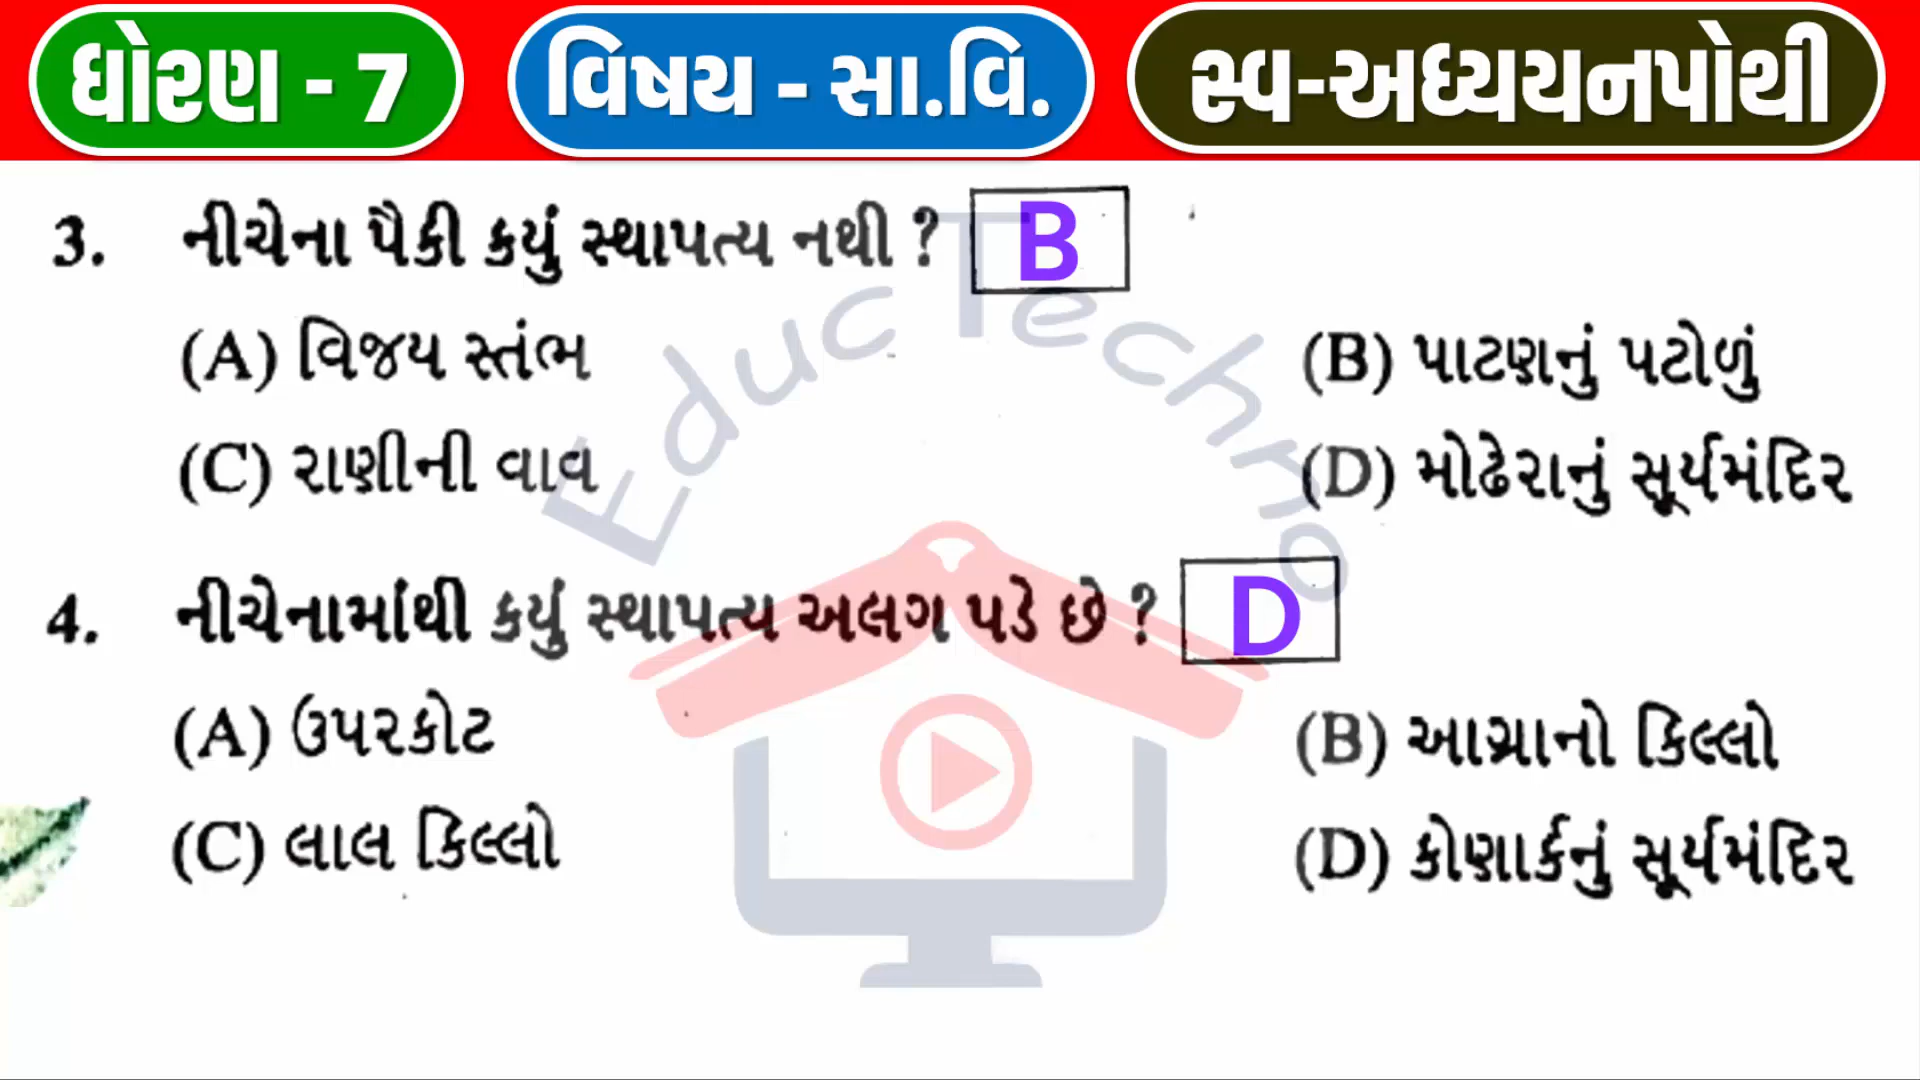 ધોરણ - 7 વિષય - સા.વિ. સ્વ-અધ્યયનપોથી
3. નીચેના પૈકી કયું સ્થાપત્ય નથી ? B
(A) વિજય સ્તંભ (B) પાટણનું પટોળું
(C) રાણીની વાવ (D) મોઢેરાનું સૂર્યમંદિર
4. નીચેનામાંથી કયું સ્થાપત્ય અલગ પડે છે ? D
(A) ઉપરકોટ (B) આગ્રાનો કિલ્લો
(C) લાલ કિલ્લો (D) કોણાર્કનું સૂર્યમંદિર
EducTechno